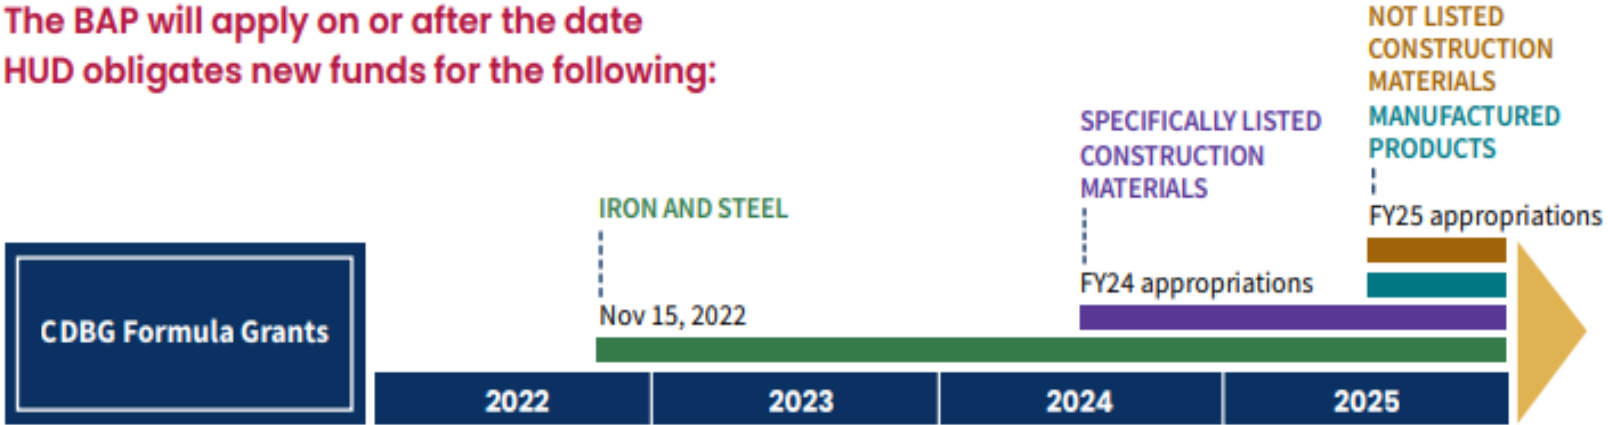 The BAP will apply on or after the date
HUD obligates new funds for the following:
NOT LISTED
CONSTRUCTION
MATERIALS
MANUFACTURED
PRODUCTS
SPECIFICALLY LISTED
CONSTRUCTION
MATERIALS
IRON AND STEEL
FY25 appropriations
FY24 appropriations
Nov 15, 2022
CDBG Formula Grants
2022
2023
2024
2025